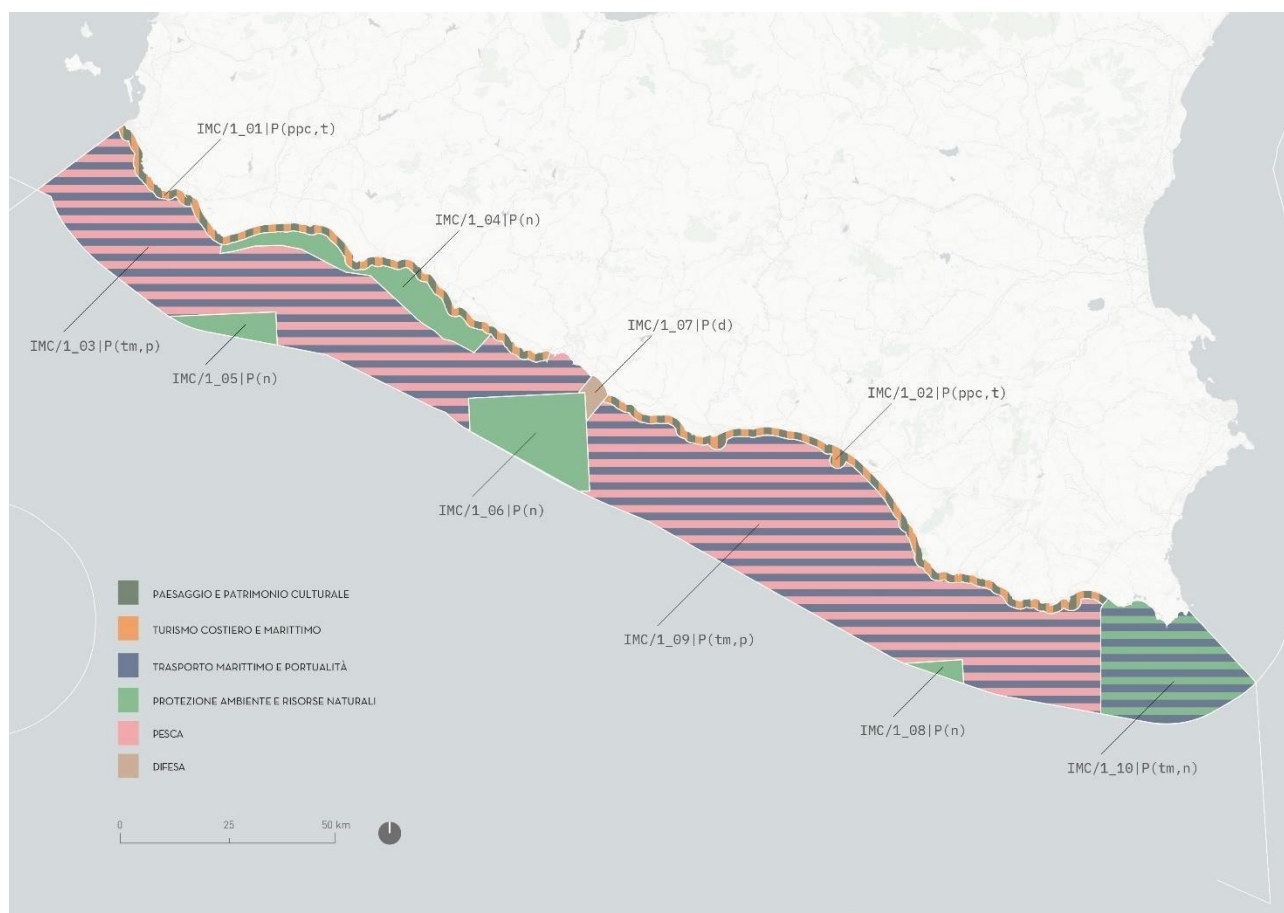 IMC/1_01|P(ppc,t)
IMC/1_04|P(n)
IMC/1_07|P(d)
IMC/1_03|P(tm,p)
IMC/1_05|P(n)
IMC/1_02|P(ppc,t)
IMC/1_06|P(n)
PAESAGGIO E PATRIMONIO CULTURALE
TURISMO COSTIERO E MARITTIMO
IMC/1_09|P(tm,p)
TRASPORTO MARITTIMO E PORTUALITÀ
PROTEZIONE AMBIENTE E RISORSE NATURALI
PESCA
IMC/1_08|P(n)
DIFESA
IMC/1_10|P(tm,n)
0 25 50 km